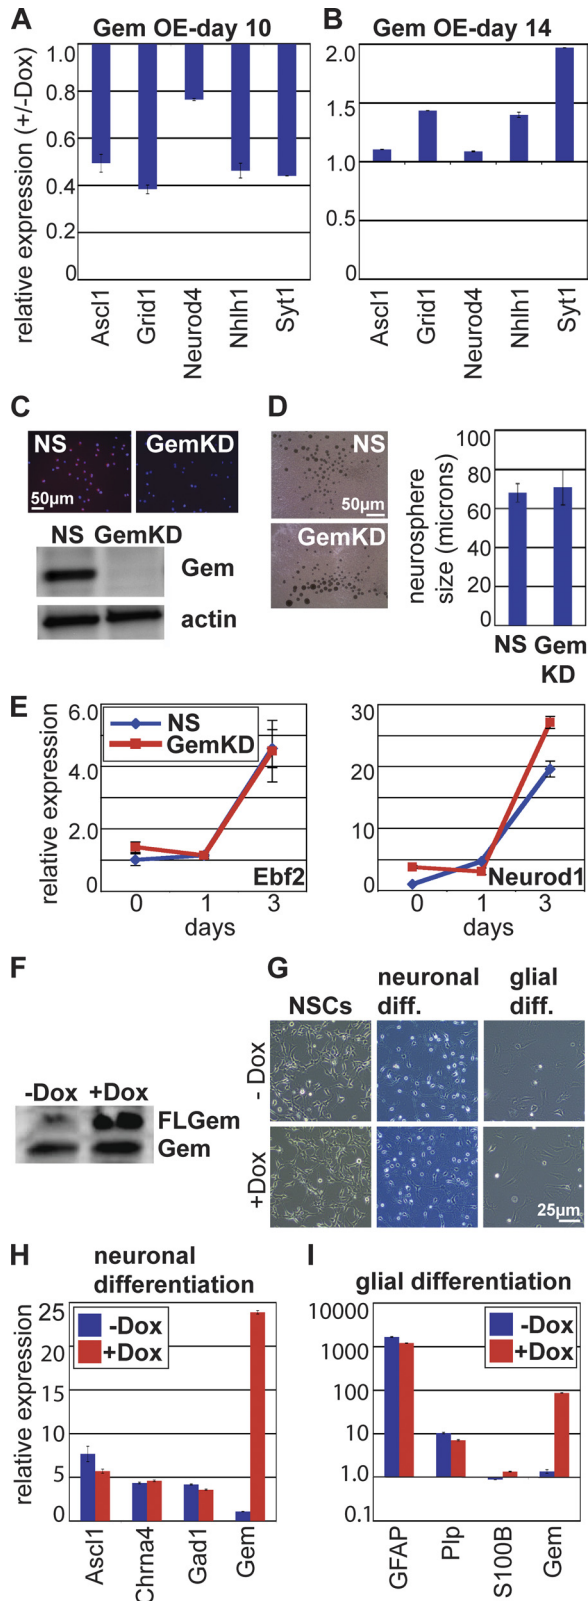 A Gem OE-day 10
relative expression (+/-Dox)
1.0
0.8
0.6
0.4
0.2
0
Ascl1
Grid1
Neurod4
Nhlh1
Syt1
B Gem OE-day 14
2.0
1.5
1.0
0.5
0
Ascl1
Grid1
Neurod4
Nhlh1
Syt1
C
NS
50µm
GemKD
NS GemKD
Gem
actin
D
NS
50µm
GemKD
neurosphere
size (microns)
100
80
60
40
20
0
NS
Gem
KD
E
relative expression
6.0
4.0
2.0
0
NS
GemKD
Ebf2
0 1 3
days
30
20
10
0
Neurod1
0 1 3
days
F
-Dox +Dox
FLGem
Gem
G
NSCs
neuronal
diff.
glial
diff.
- Dox
+Dox
25µm
H neuronal
differentiation
relative expression
25
20
15
10
5
0
-Dox
+Dox
Ascl1
Chrna4
Gad1
Gem
I
glial differentiation
10000
1000
100
10
1.0
0.1
-Dox
+Dox
GFAP
Plp
S100B
Gem